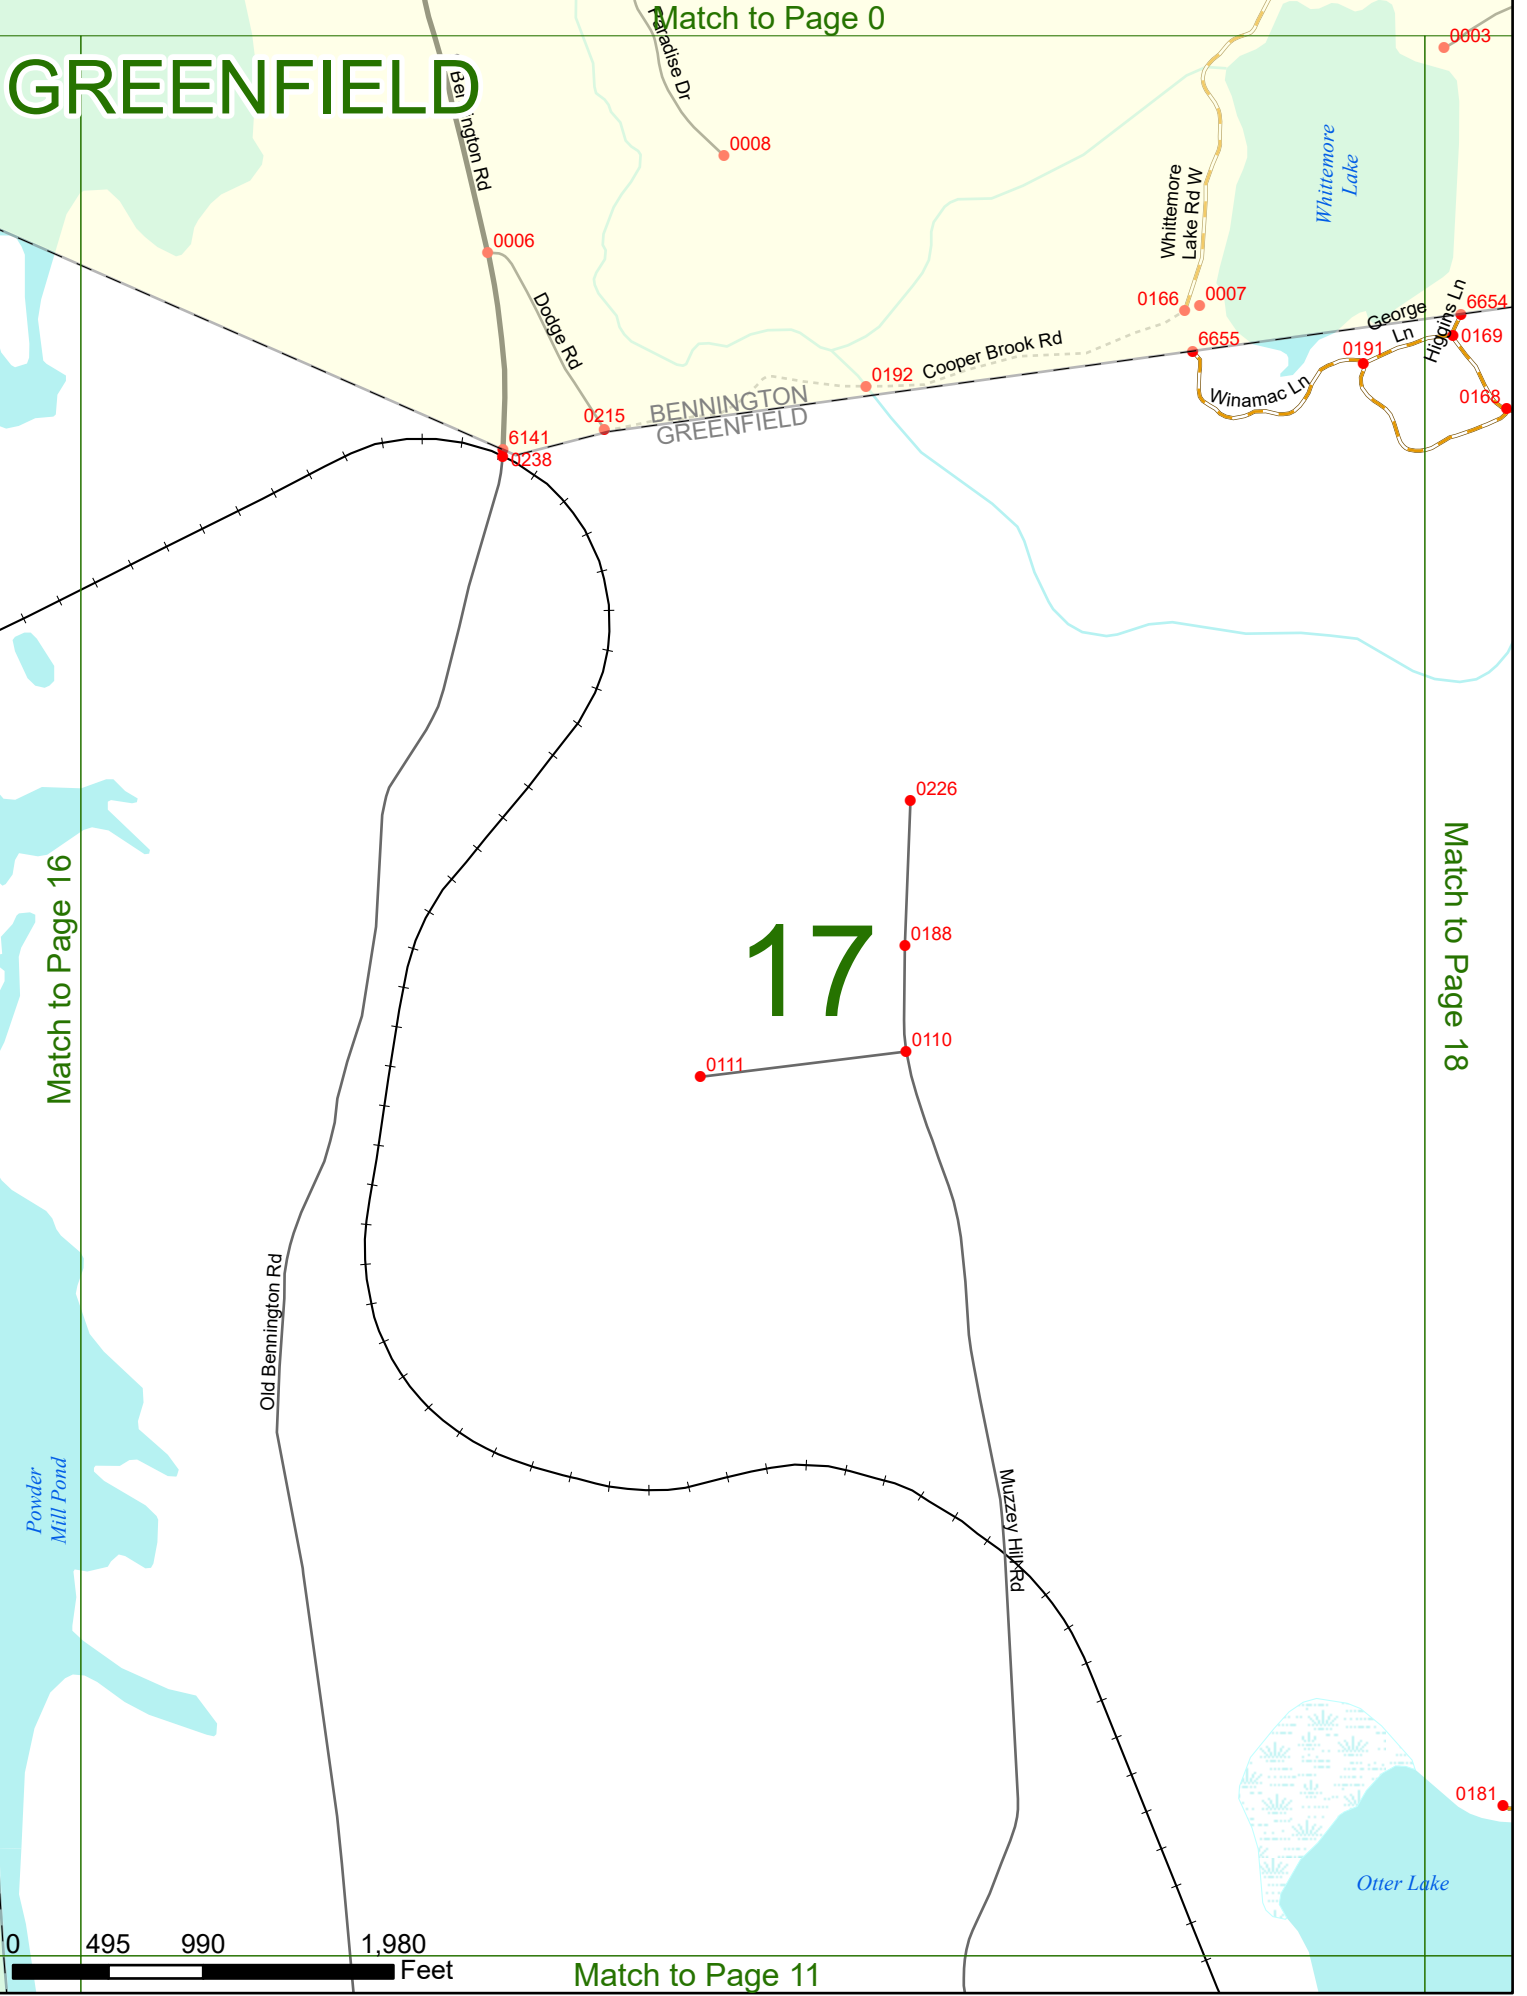 Match to Page 0
GREENFIELD
0003
Paradise Dr
Bennington Rd
0008
Whittemore
Lake
Whittemore
Lake Rd W
0006
Dodge Rd
0166
0007
6655
George
Ln
Higgins Ln
6654
0169
0191
0168
Winamac Ln
Cooper Brook Rd
0192
0215
BENNINGTON
GREENFIELD
6141
0238
0226
0188
17
0110
0111
Match to Page 16
Match to Page 18
Old Bennington Rd
Muzzey Hill Rd
Powder
Mill Pond
0181
Otter Lake
0 495 990 1,980
Feet
Match to Page 11